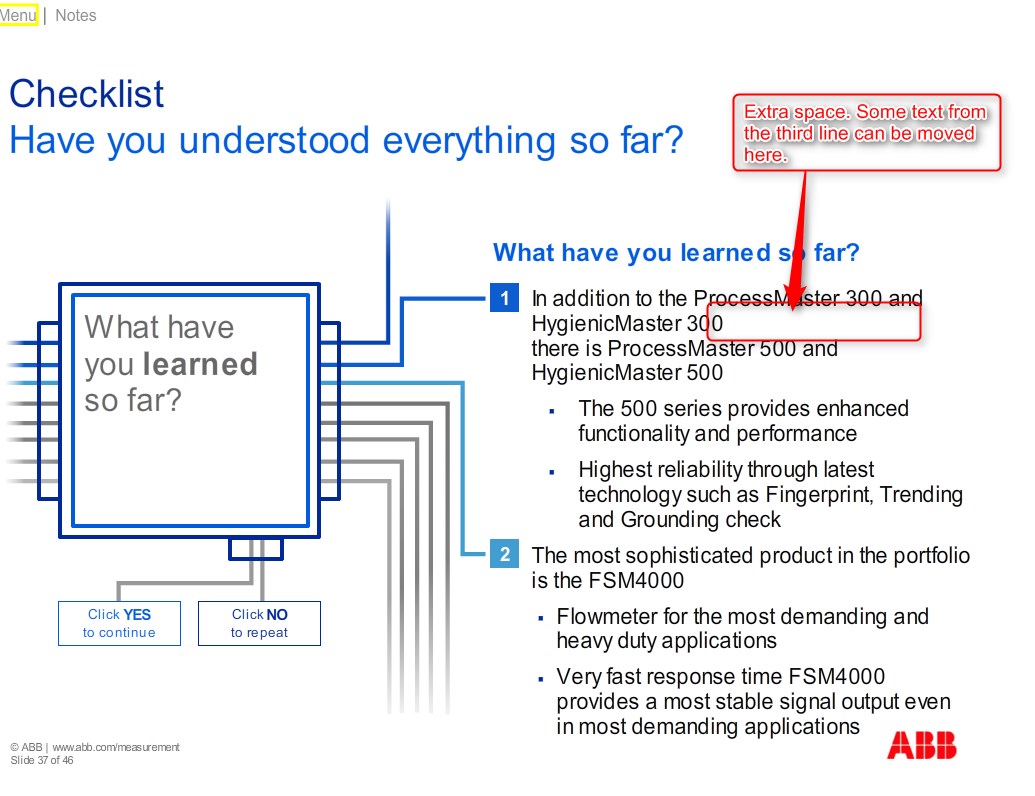 Menu | Notes
Checklist
Have you understood everything so far?
Extra space. Some text from
the third line can be moved
here.
What have you learned so far?
What have
you learned
so far?
1 In addition to the ProcessMaster 300 and
HygienicMaster 300
there is ProcessMaster 500 and
HygienicMaster 500
▪ The 500 series provides enhanced
functionality and performance
▪ Highest reliability through latest
technology such as Fingerprint, Trending
and Grounding check
2 The most sophisticated product in the portfolio
is the FSM4000
▪ Flowmeter for the most demanding and
heavy duty applications
▪ Very fast response time FSM4000
provides a most stable signal output even
in most demanding applications
Click YES
to continue
Click NO
to repeat
© ABB | www.abb.com/measurement
Slide 37 of 46
ABB